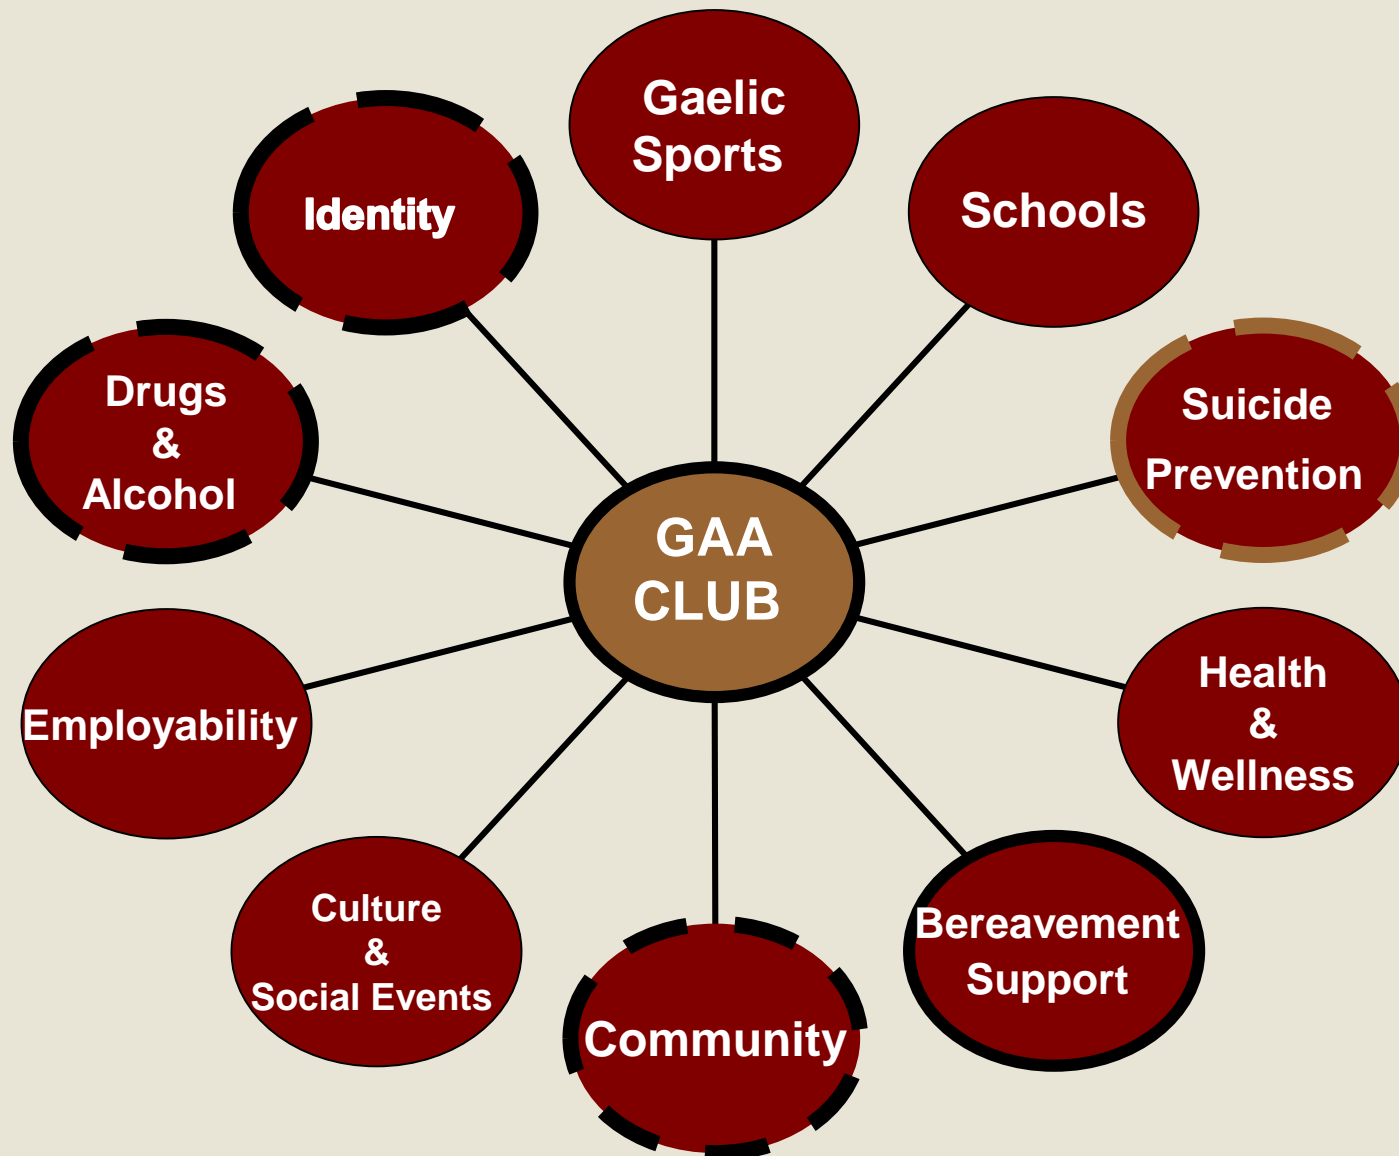 Gaelic
Sports
Schools
Identity
Suicide
Prevention
Drugs
&
Alcohol
GAA
CLUB
Health
&
Wellness
Employability
Bereavement
Support
Culture
&
Social Events
Community